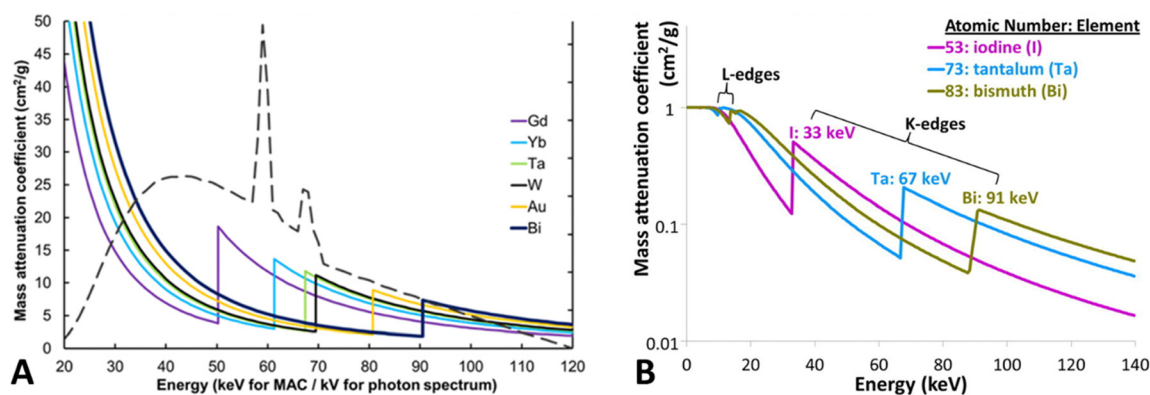 50
45
40
35
30
25
20
15
10
5
0
Mass attenuation coefficient (cm²/g)
Gd
Yb
Ta
W
Au
Bi
20 30 40 50 60 70 80 90 100 110 120
Energy (keV for MAC / kV for photon spectrum)
A
Atomic Number: Element
53: iodine (I)
73: tantalum (Ta)
83: bismuth (Bi)
Mass attenuation coefficient
(cm²/g)
1
0.1
0.01
L-edges
K-edges
I: 33 keV
Ta: 67 keV
Bi: 91 keV
0 20 40 60 80 100 120 140
Energy (keV)
B